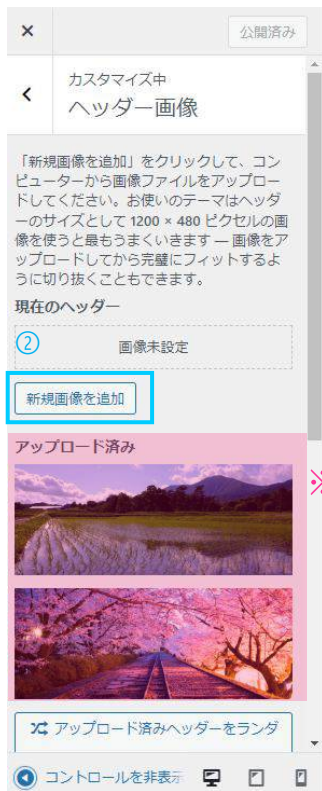 ×
公開済み
カスタマイズ中
ヘッダー画像
「新規画像を追加」をクリックして、コン
ピューターから画像ファイルをアップロー
ドしてください。お使いのテーマはヘッダ
ーのサイズとして 1200 × 480 ピクセルの画
像を使うと最もうまくいきます — 画像をア
ップロードしてから完璧にフィットするよ
うに切り抜くこともできます。
現在のヘッダー
②
画像未設定
新規画像を追加
アップロード済み
※
アップロード済みヘッダーをランダ
コントロールを非表示